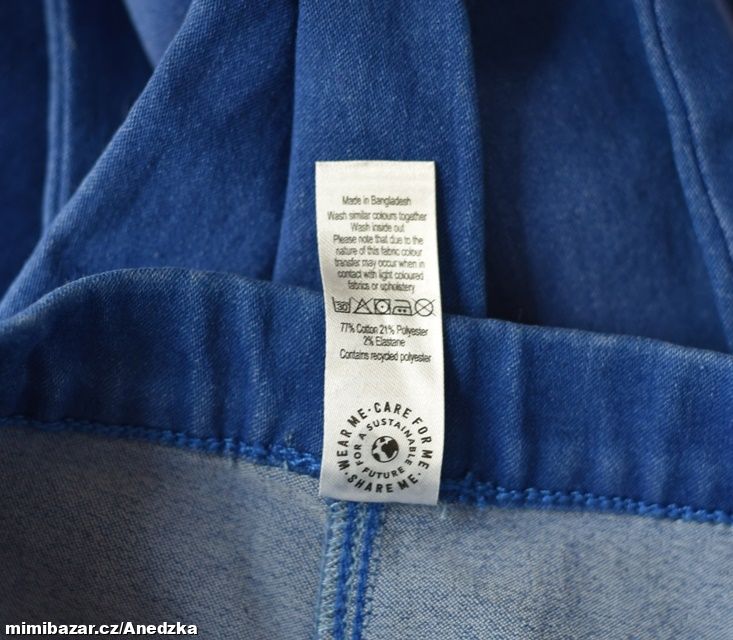 Made in Bangladesh
Wash similar colours together
Wash inside out
Please note that due to the
nature of this fabric colour
transfer may occur when in
contact with light coloured
fabrics or upholstery
30
77% Cotton 21% Polyester
2% Elastane
Contains recycled polyester
WEAR ME · CARE FOR ME · SHARE ME ·
FOR A SUSTAINABLE FUTURE
mimibazar.cz/Anedzka